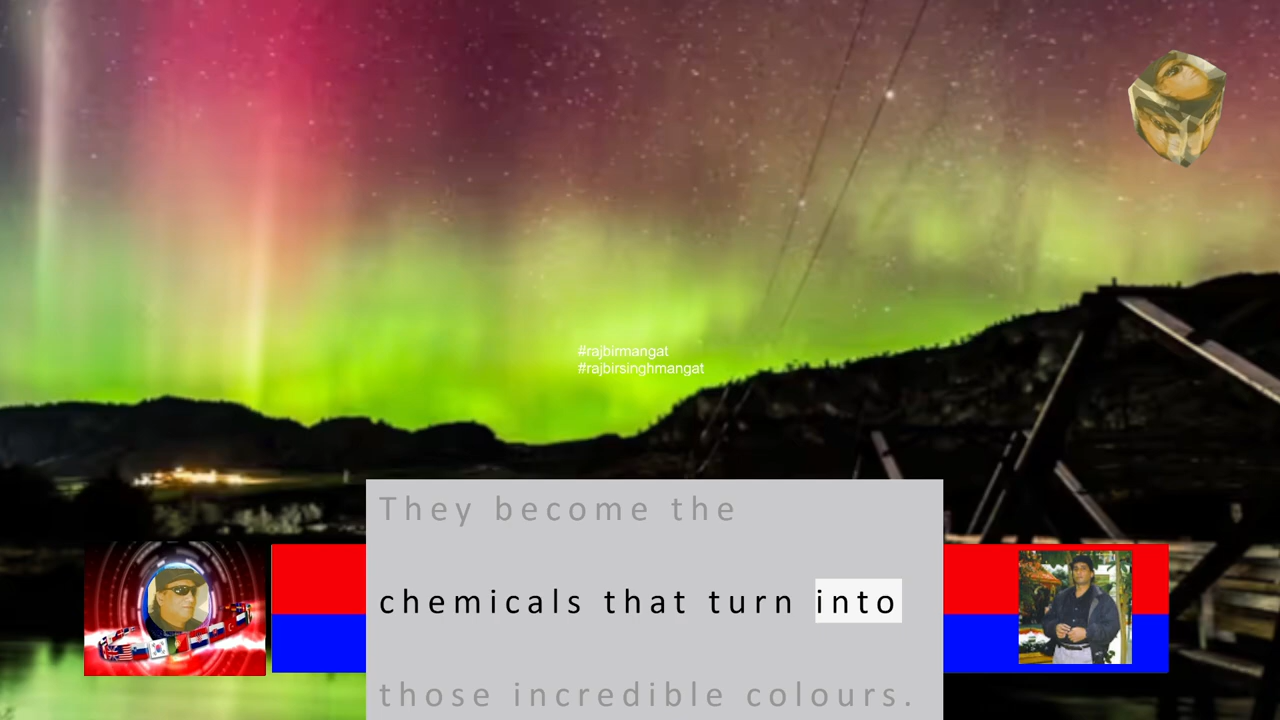 #rajbirmangat
#rajbirsinghmangat
They become the
chemicals that turn into
those incredible colours.